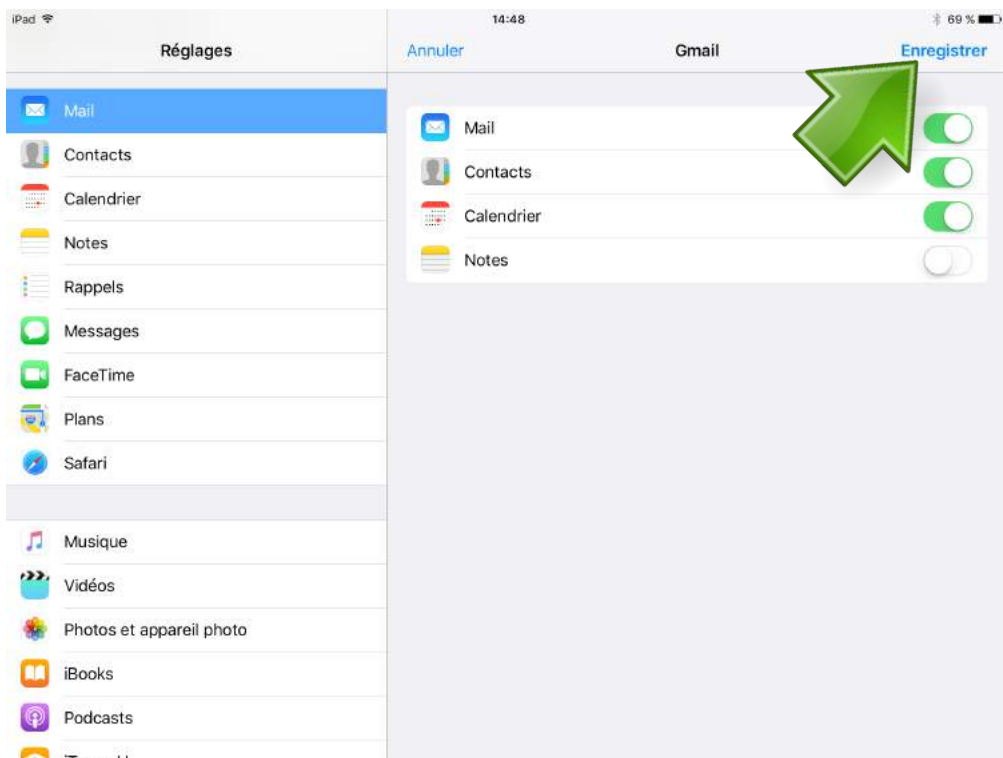 iPad 14:48 69 %
Réglages
Annuler Gmail Enregistrer
Mail
Contacts
Calendrier
Notes
Rappels
Messages
FaceTime
Plans
Safari
Musique
Vidéos
Photos et appareil photo
iBooks
Podcasts
Mail
Contacts
Calendrier
Notes